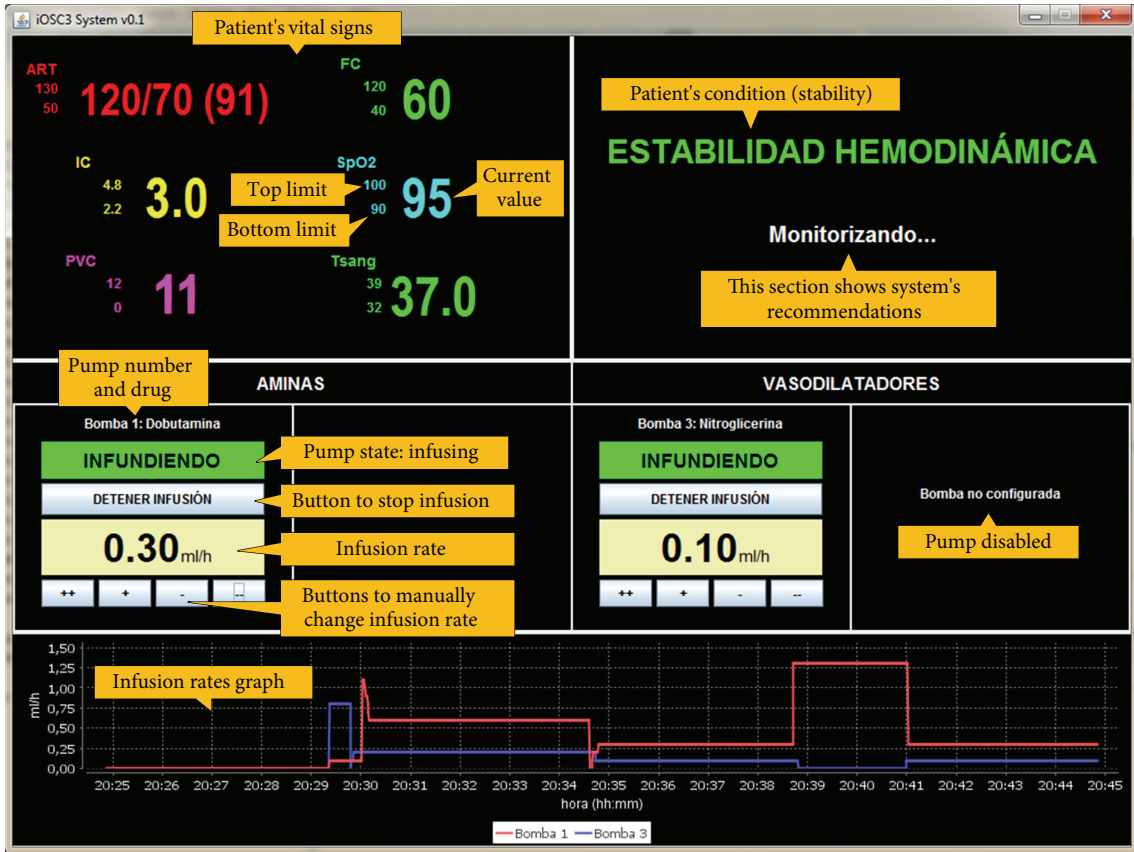 iOSC3 System v0.1
Patient's vital signs
ART
130
50
120/70 (91)
FC
120
40
60
IC
4.8
2.2
3.0
SpO2
100
90
95
Top limit
Bottom limit
Current
value
PVC
12
0
11
Tsang
39
32
37.0
Patient's condition (stability)
ESTABILIDAD HEMODINÁMICA
Monitorizando...
This section shows system's
recommendations
Pump number
and drug
AMINAS
VASODILATADORES
Bomba 1: Dobutamina
INFUNDIENDO
DETENER INFUSIÓN
0.30 ml/h
++ + - --
Pump state: infusing
Button to stop infusion
Infusion rate
Buttons to manually
change infusion rate
Bomba 3: Nitroglicerina
INFUNDIENDO
DETENER INFUSIÓN
0.10 ml/h
++ + - --
Bomba no configurada
Pump disabled
Infusion rates graph
ml/h
1,50
1,25
1,00
0,75
0,50
0,25
0,00
20:25 20:26 20:27 20:28 20:29 20:30 20:31 20:32 20:33 20:34 20:35 20:36 20:37 20:38 20:39 20:40 20:41 20:42 20:43 20:44 20:45
hora (hh:mm)
Bomba 1 Bomba 3